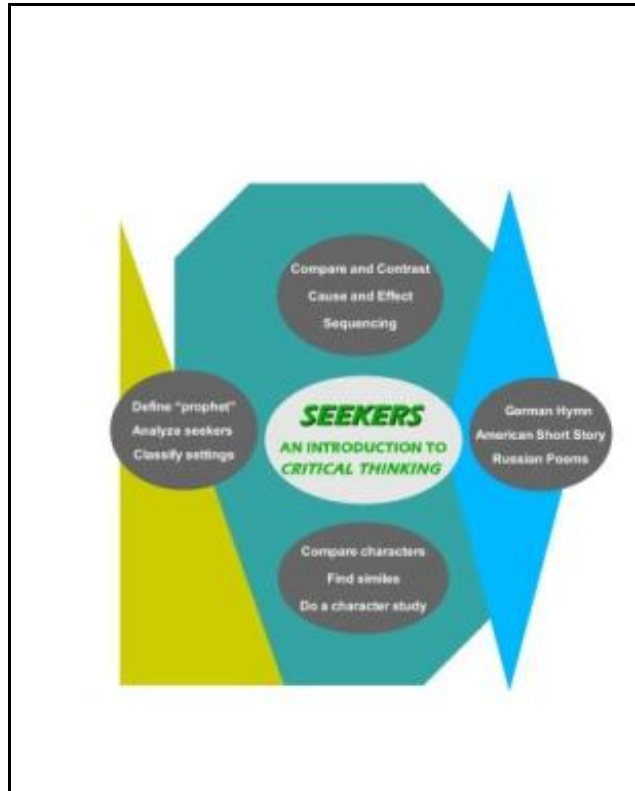 Compare and Contrast
Cause and Effect
Sequencing
Define "prophet"
Analyze seekers
Classify settings
SEEKERS
AN INTRODUCTION TO
CRITICAL THINKING
German Hymn
American Short Story
Russian Poems
Compare characters
Find similes
Do a character study